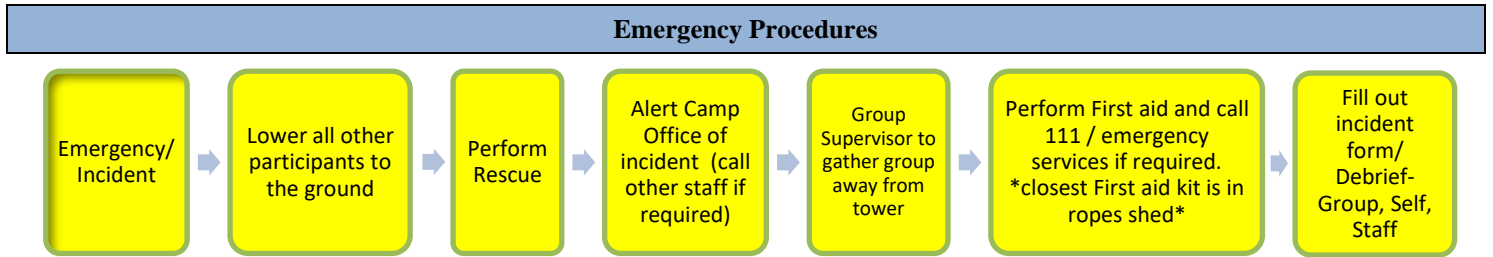 Emergency Procedures
Emergency/
Incident
Lower all other
participants to
the ground
Perform
Rescue
Alert Camp
Office of
incident (call
other staff if
required)
Group
Supervisor to
gather group
away from
tower
Perform First aid and call
111 / emergency
services if required.
*closest First aid kit is in
ropes shed*
Fill out
incident
form/
Debrief-
Group, Self,
Staff